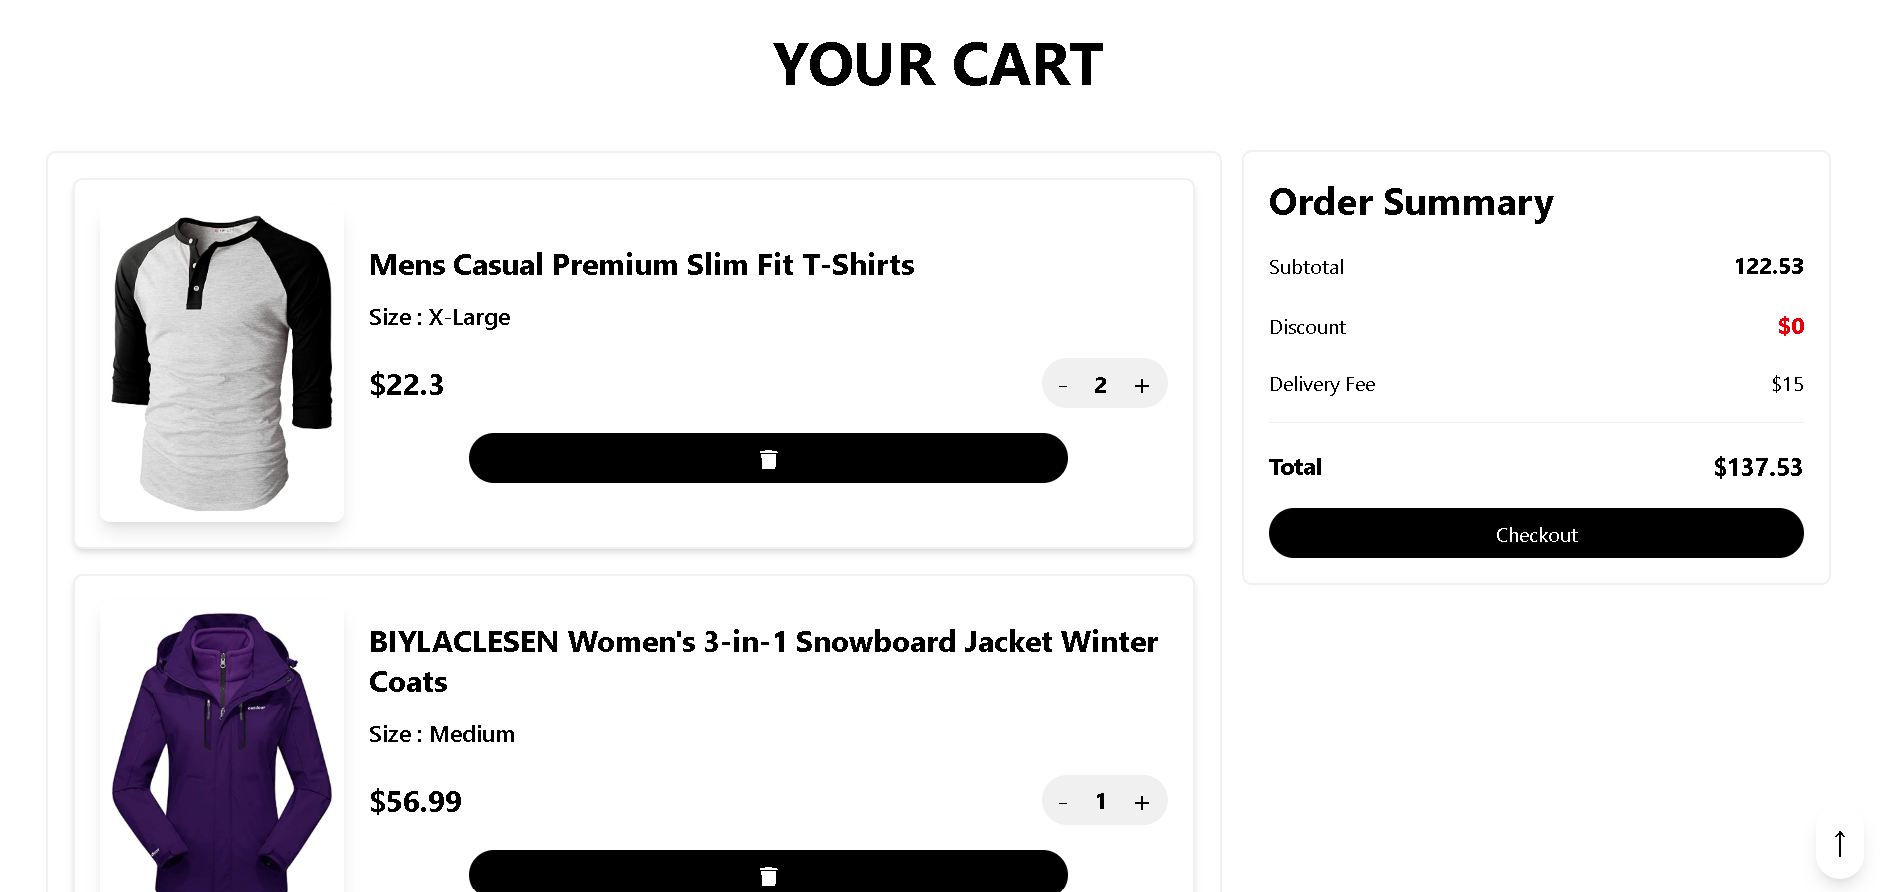 YOUR CART
Mens Casual Premium Slim Fit T-Shirts
Size : X-Large
$22.3
- 2 +
BIYLACLESEN Women's 3-in-1 Snowboard Jacket Winter
Coats
Size : Medium
$56.99
- 1 +
Order Summary
Subtotal 122.53
Discount $0
Delivery Fee $15
Total $137.53
Checkout
↑